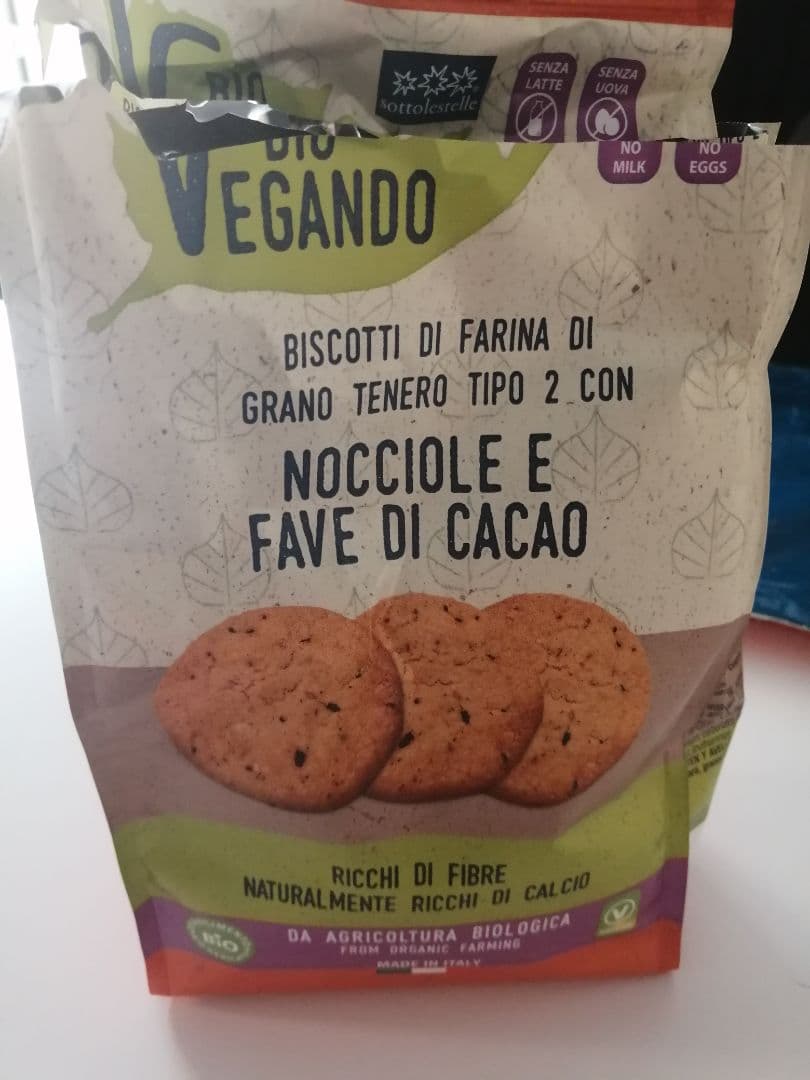 BIO
sottolestelle
SENZA
LATTE
SENZA
UOVA
BIO
VEGANDO
NO
MILK
NO
EGGS
BISCOTTI DI FARINA DI
GRANO TENERO TIPO 2 CON
NOCCIOLE E
FAVE DI CACAO
RICCHI DI FIBRE
NATURALMENTE RICCHI DI CALCIO
BIO
DA AGRICOLTURA BIOLOGICA
FROM ORGANIC FARMING
MADE IN ITALY